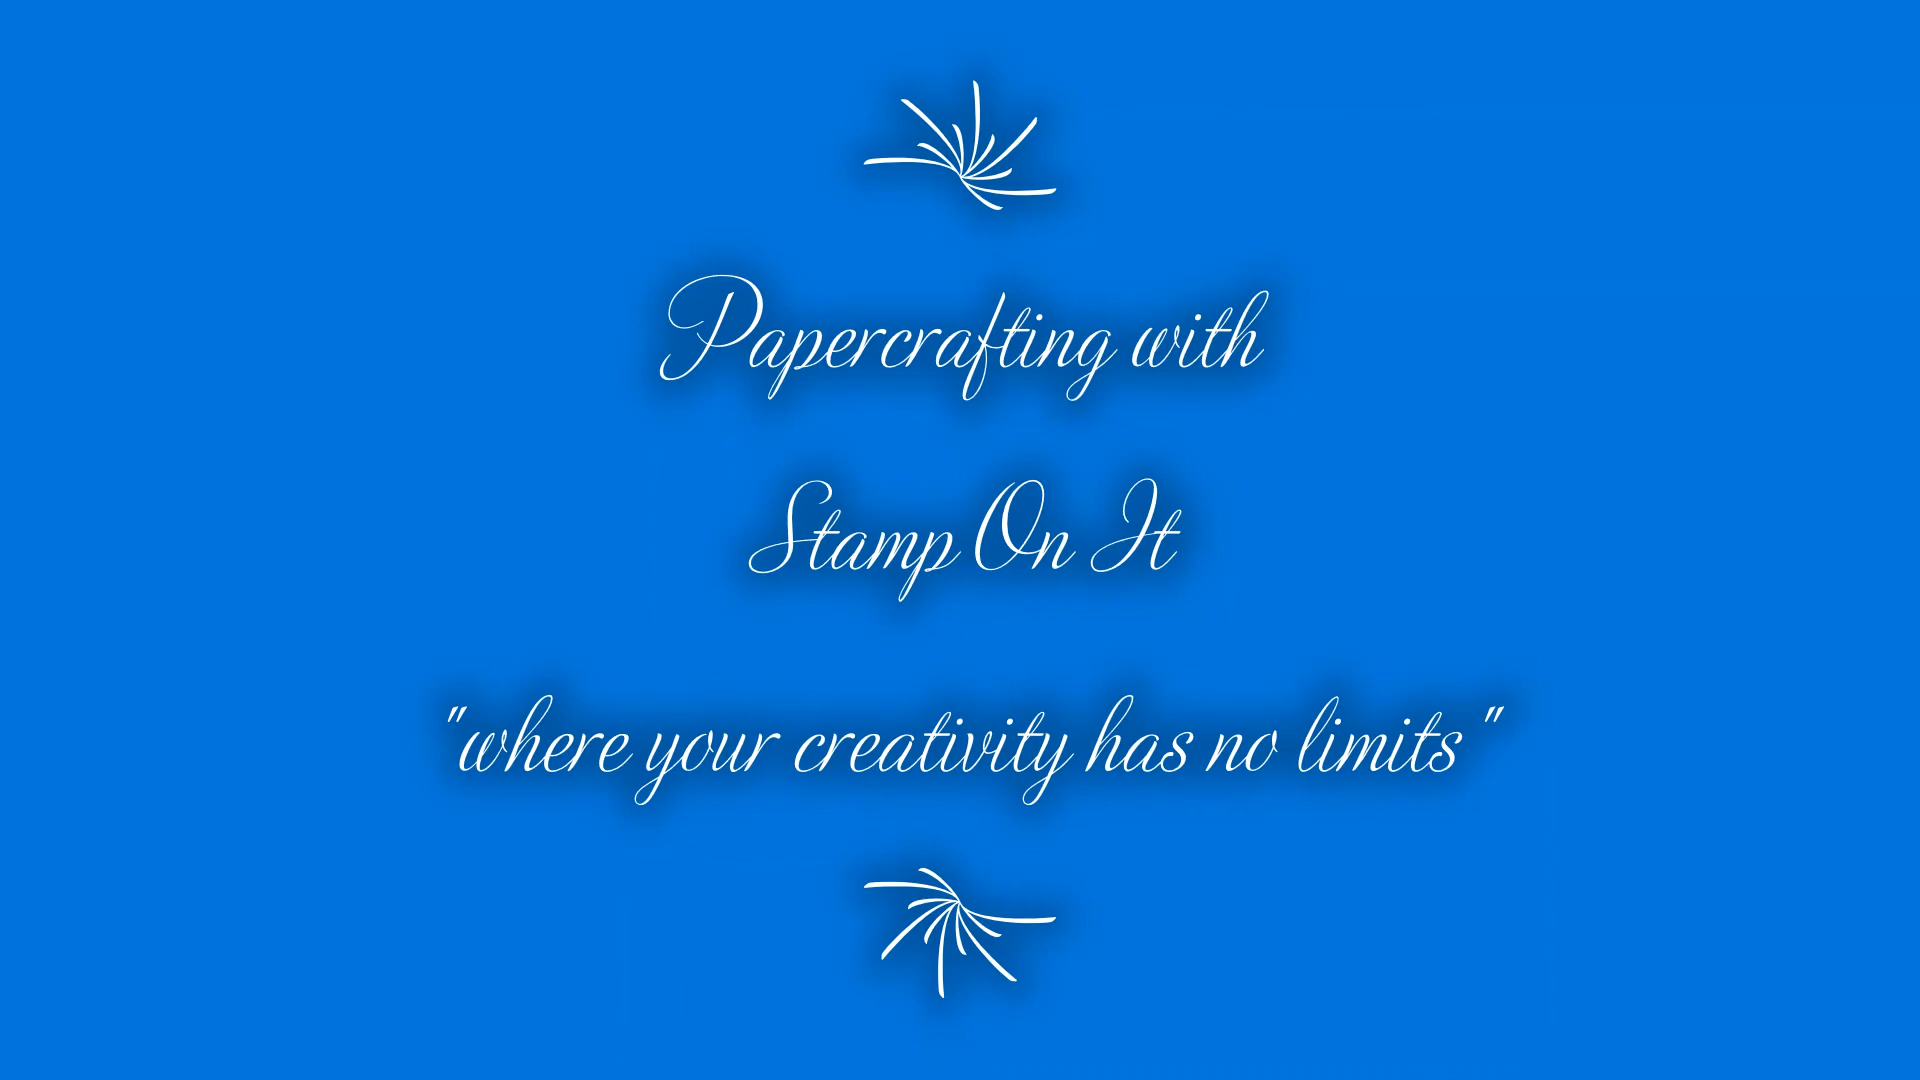 Papercrafting with
Stamp On It
"where your creativity has no limits"